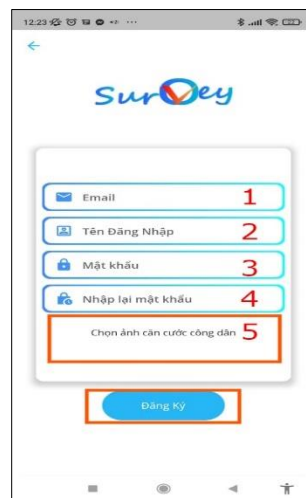 12:23
Survey
Email 1
Tên Đăng Nhập 2
Mật khẩu 3
Nhập lại mật khẩu 4
Chọn ảnh căn cước công dân 5
Đăng Ký